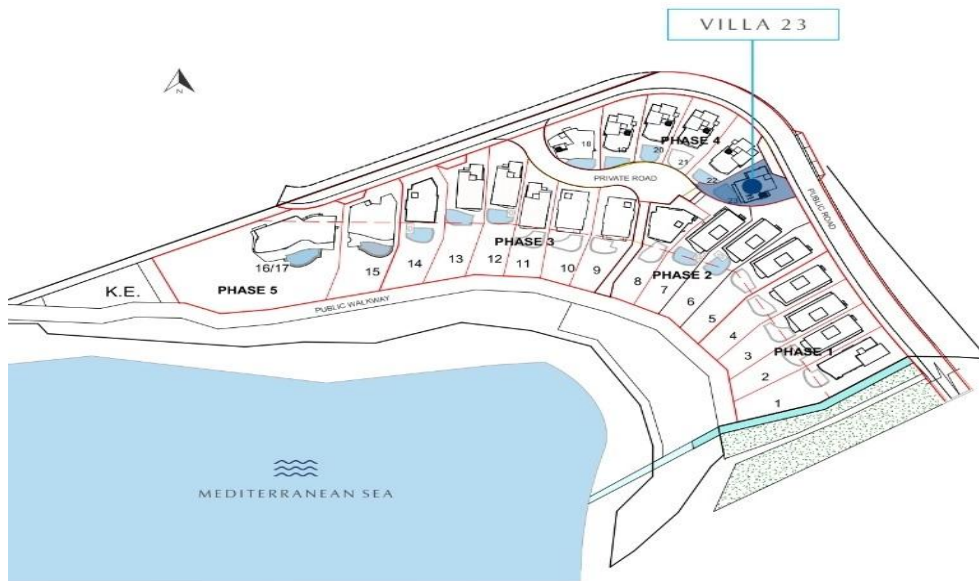 VILLA 23
N
18
19
20
PHASE 4
21
22
PRIVATE ROAD
PUBLIC ROAD
16/17
15
14
13
12
11
10
9
PHASE 3
8
7
6
5
4
3
2
1
PHASE 2
PHASE 1
K.E.
PHASE 5
PUBLIC WALKWAY
MEDITERRANEAN SEA